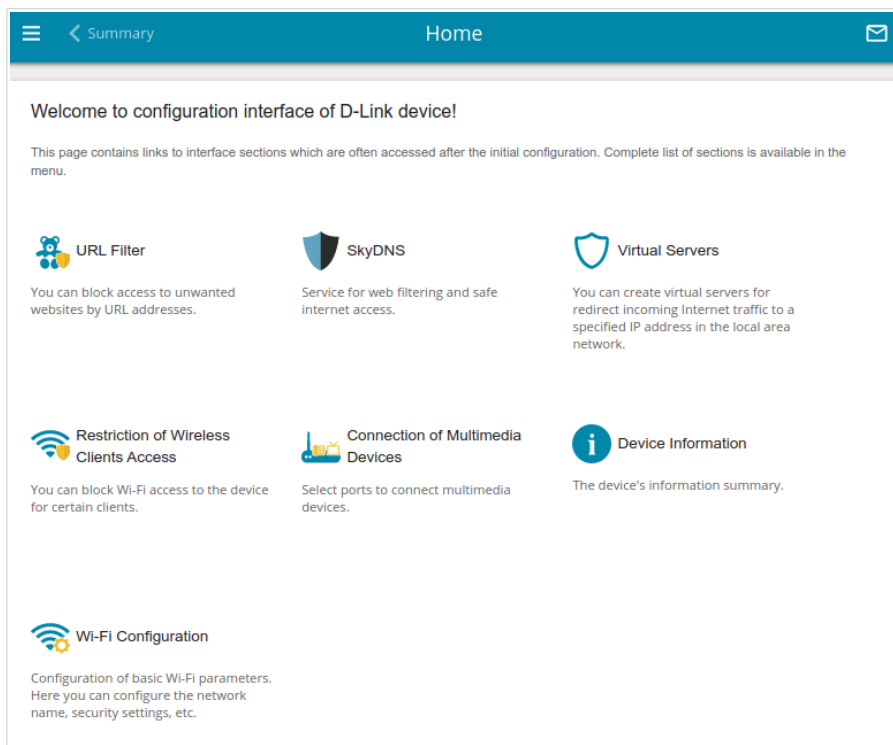 Summary
Home
Welcome to configuration interface of D-Link device!
This page contains links to interface sections which are often accessed after the initial configuration. Complete list of sections is available in the
menu.
URL Filter
You can block access to unwanted
websites by URL addresses.
SkyDNS
Service for web filtering and safe
internet access.
Virtual Servers
You can create virtual servers for
redirect incoming Internet traffic to a
specified IP address in the local area
network.
Restriction of Wireless
Clients Access
You can block Wi-Fi access to the device
for certain clients.
Connection of Multimedia
Devices
Select ports to connect multimedia
devices.
Device Information
The device's information summary.
Wi-Fi Configuration
Configuration of basic Wi-Fi parameters.
Here you can configure the network
name, security settings, etc.